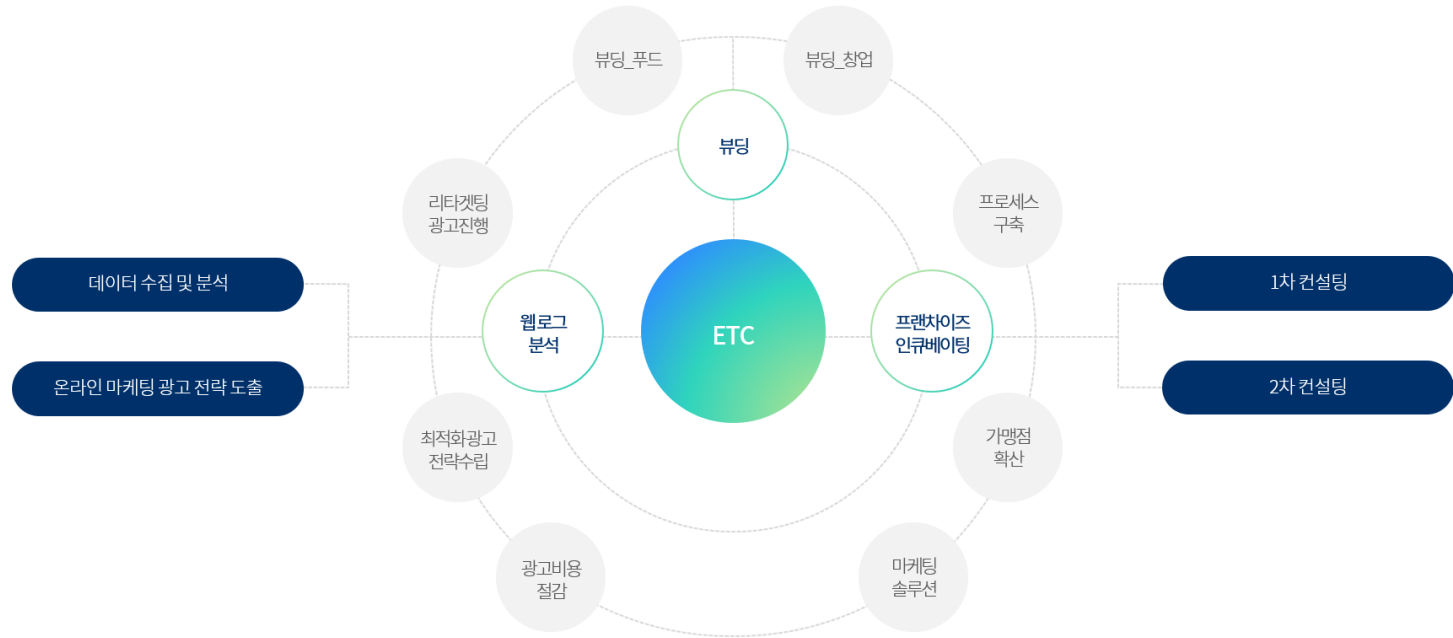 뷰딩_푸드
뷰딩_창업
뷰딩
리타겟팅
광고진행
프로세스
구축
데이터 수집 및 분석
1차 컨설팅
웹로그
분석
ETC
프랜차이즈
인큐베이팅
온라인 마케팅 광고 전략 도출
2차 컨설팅
최적화광고
전략수립
가맹점
확산
광고비용
절감
마케팅
솔루션